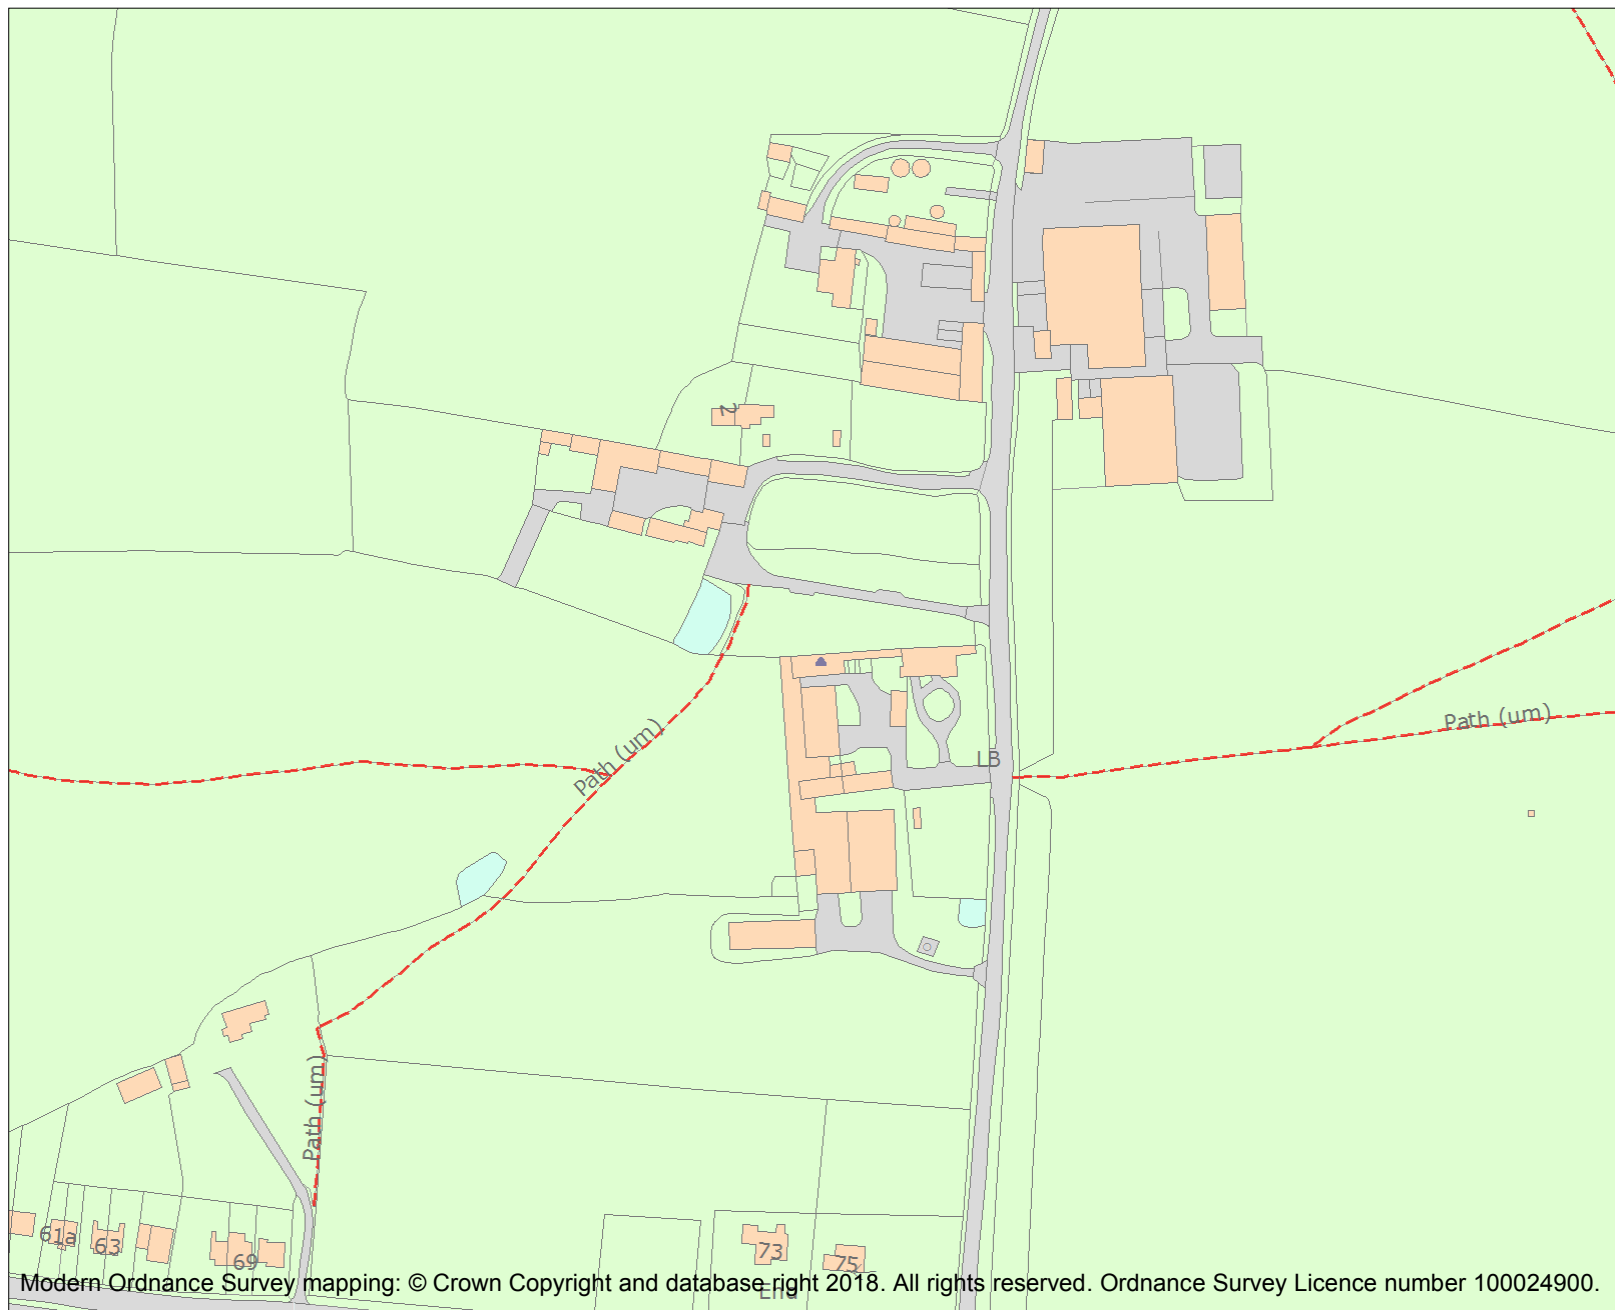 2
Path (um)
LB
Path (um)
Path (um)
61a
63
69
73
75
End
Modern Ordnance Survey mapping: © Crown Copyright and database right 2018. All rights reserved. Ordnance Survey Licence number 100024900.